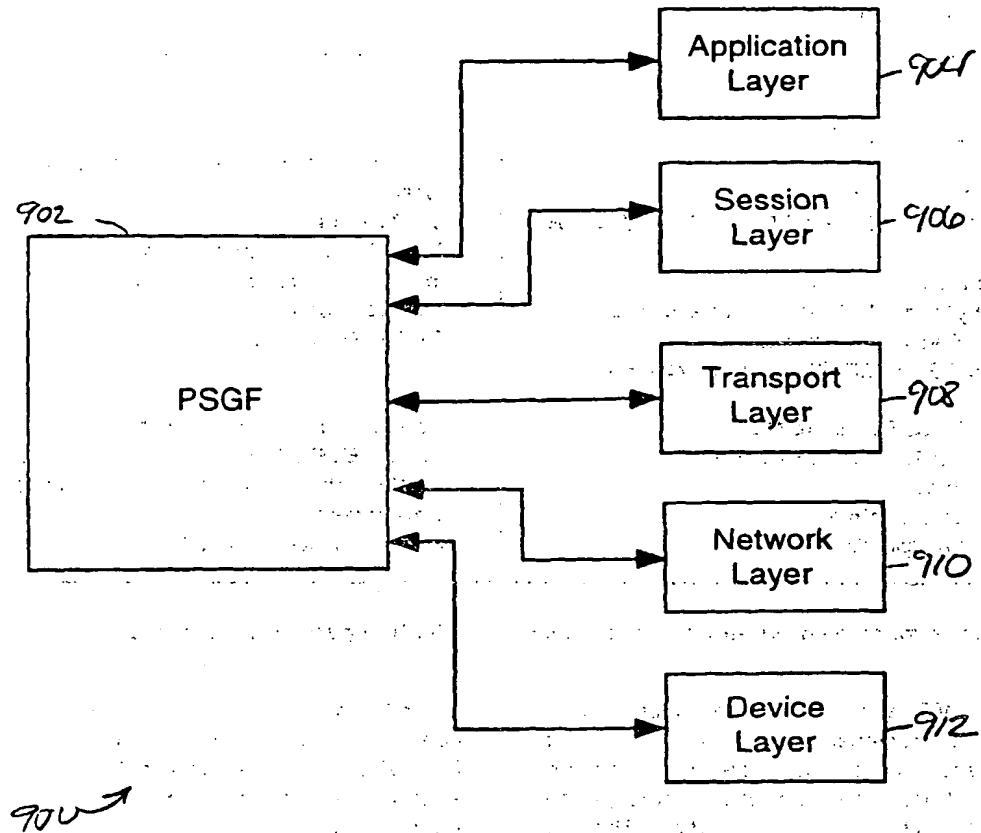 Application
Layer
904
Session
Layer
906
902
PSGF
Transport
Layer
908
Network
Layer
910
Device
Layer
912
900